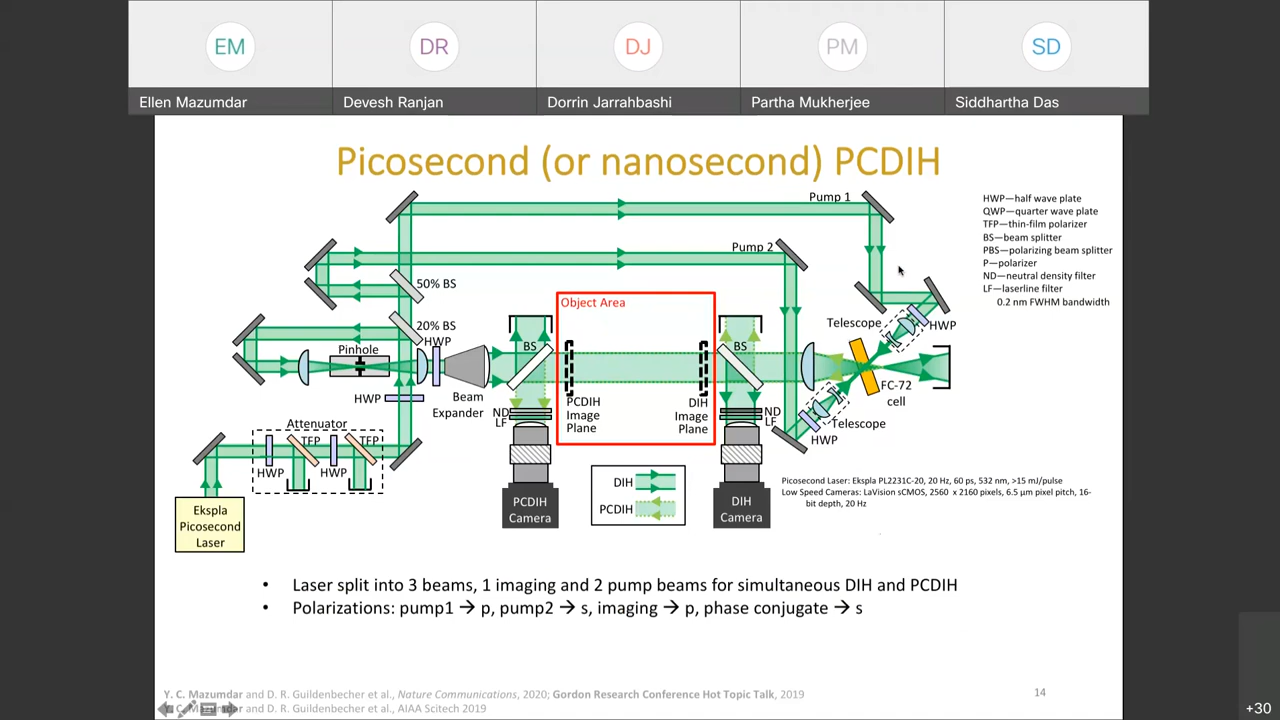 EM
DR
DJ
PM
SD
Ellen Mazumdar
Devesh Ranjan
Dorrin Jarrahbashi
Partha Mukherjee
Siddhartha Das
Picosecond (or nanosecond) PCDIH
Pump 1
Pump 2
50% BS
20% BS
HWP
Pinhole
HWP
Beam
Expander
Attenuator
TFP
TFP
HWP
HWP
Ekspla
Picosecond
Laser
BS
ND
LF
PCDIH
Camera
Object Area
PCDIH
Image
Plane
DIH
Image
Plane
DIH
PCDIH
BS
ND
LF
DIH
Camera
Telescope
HWP
FC-72
cell
Telescope
HWP
HWP—half wave plate
QWP—quarter wave plate
TFP—thin-film polarizer
BS—beam splitter
PBS—polarizing beam splitter
P—polarizer
ND—neutral density filter
LF—laserline filter
0.2 nm FWHM bandwidth
Picosecond Laser: Ekspla PL2231C-20, 20 Hz, 60 ps, 532 nm, >15 mJ/pulse
Low Speed Cameras: LaVision sCMOS, 2560 x 2160 pixels, 6.5 μm pixel pitch, 16-
bit depth, 20 Hz
• Laser split into 3 beams, 1 imaging and 2 pump beams for simultaneous DIH and PCDIH
• Polarizations: pump1 → p, pump2 → s, imaging → p, phase conjugate → s
Y. C. Mazumdar and D. R. Guildenbecher et al., Nature Communications, 2020; Gordon Research Conference Hot Topic Talk, 2019
Y. C. Mazumdar and D. R. Guildenbecher et al., AIAA Scitech 2019
14
+30